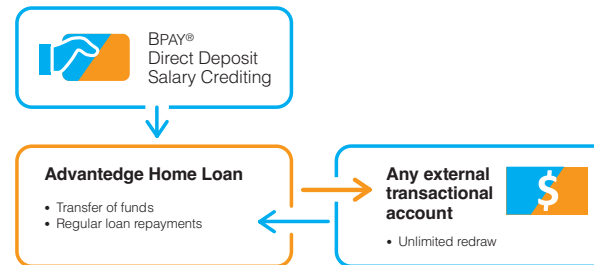 BPAY®
Direct Deposit
Salary Crediting
Advantedge Home Loan
• Transfer of funds
• Regular loan repayments
Any external
transactional
account
• Unlimited redraw
$